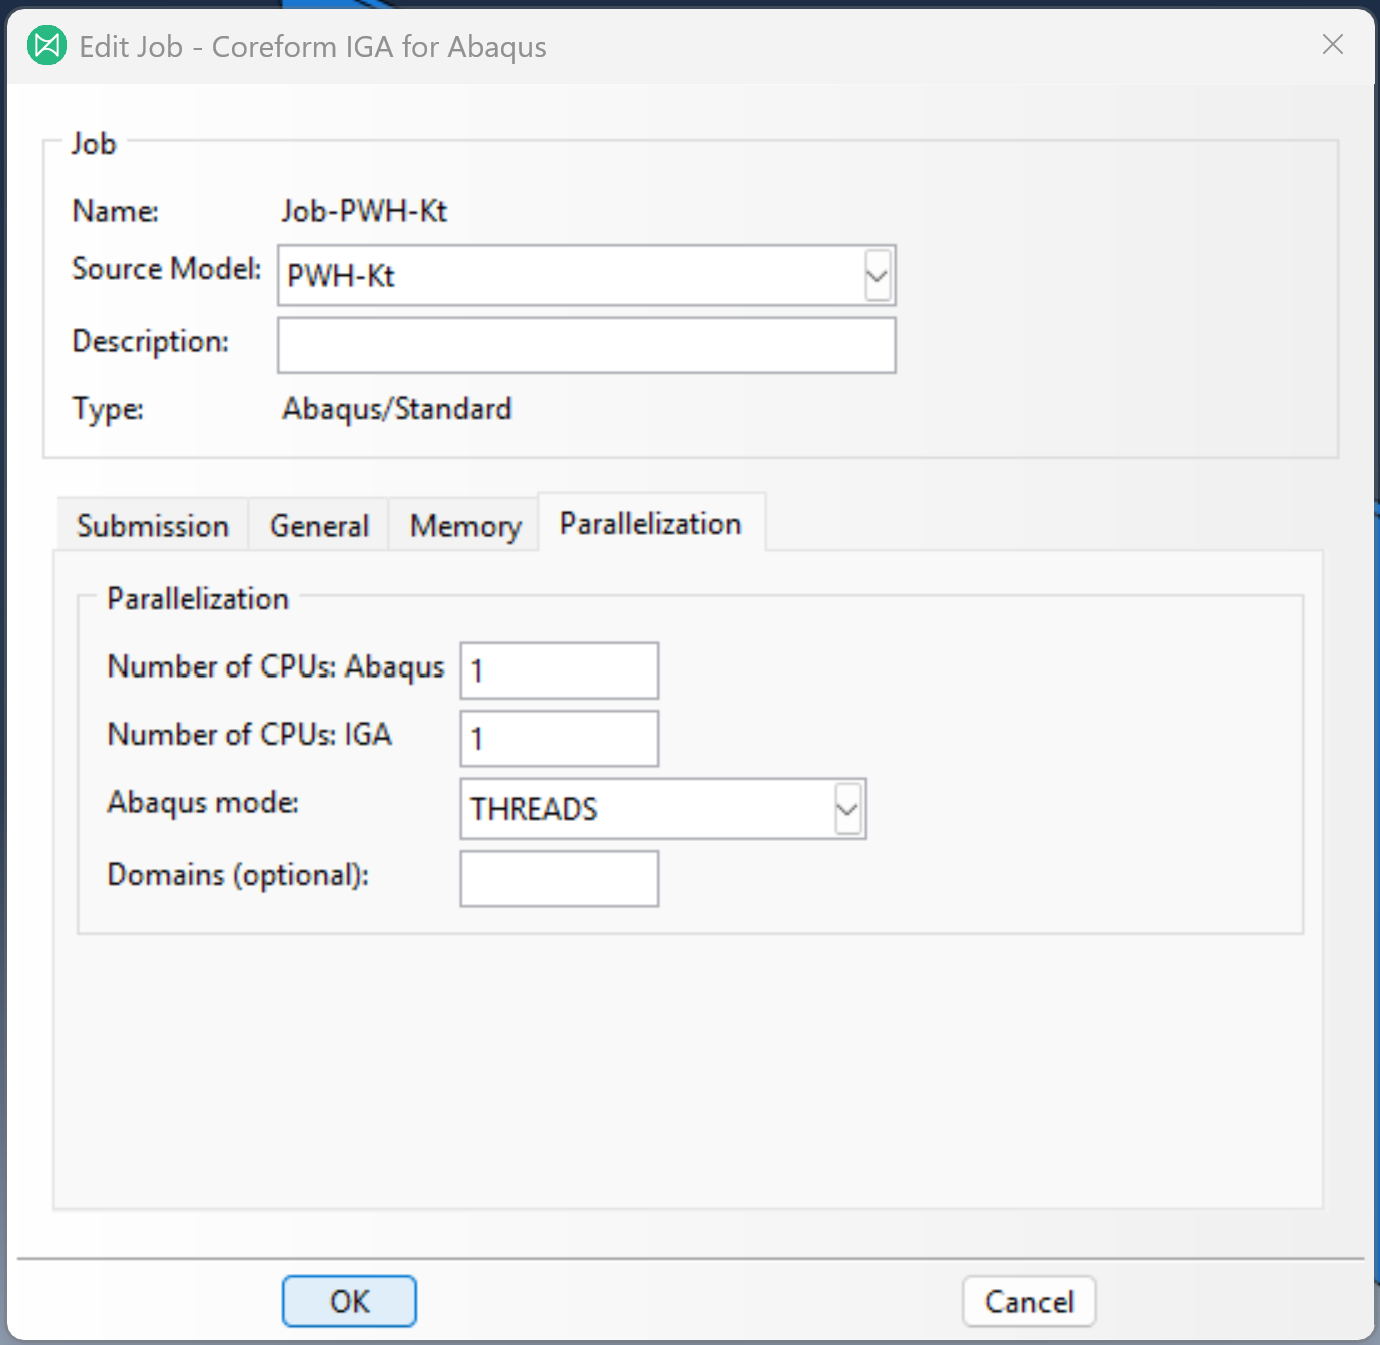 Edit Job - Coreform IGA for Abaqus
Job
Name: Job-PWH-Kt
Source Model: PWH-Kt
Description:
Type: Abaqus/Standard
Submission General Memory Parallelization
Parallelization
Number of CPUs: Abaqus 1
Number of CPUs: IGA 1
Abaqus mode: THREADS
Domains (optional):
OK Cancel